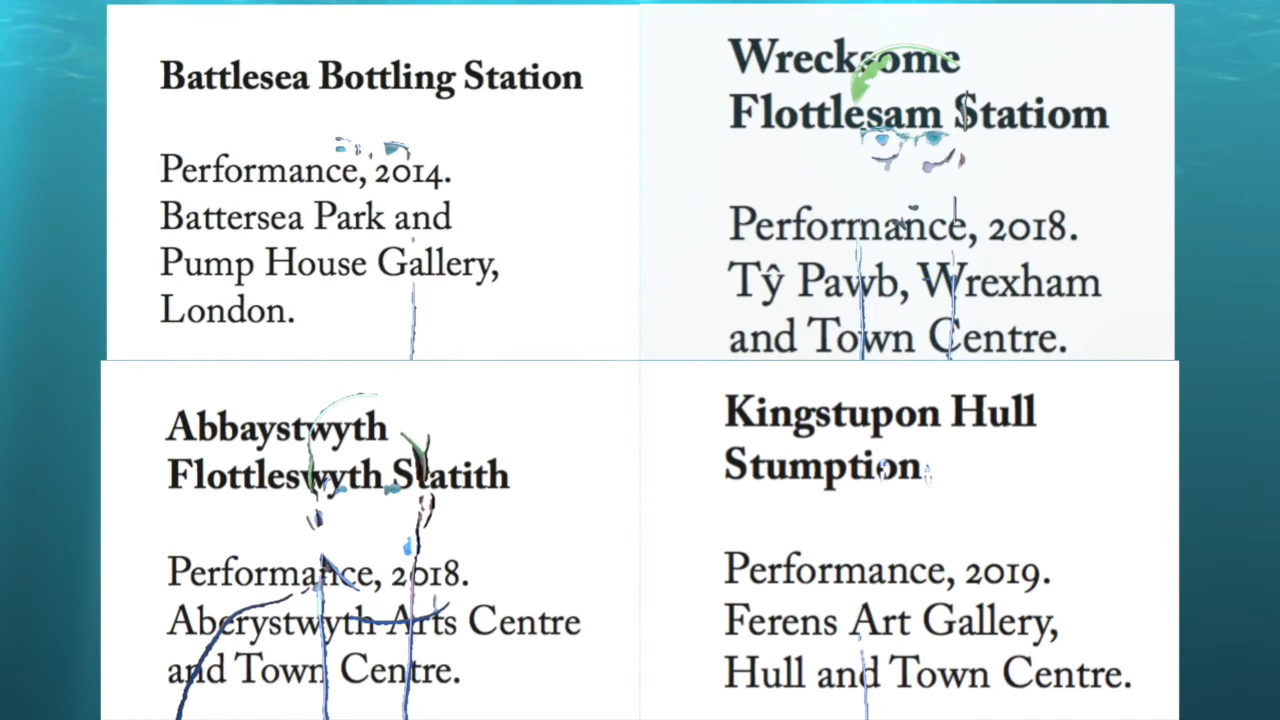 Battlesea Bottling Station
Performance, 2014.
Battersea Park and
Pump House Gallery,
London.
Wrecksome
Flottlesam Statiom
Performance, 2018.
Tŷ Pawb, Wrexham
and Town Centre.
Abbaystwyth
Flottleswyth Statith
Performance, 2018.
Aberystwyth Arts Centre
and Town Centre.
Kingstupon Hull
Stumption
Performance, 2019.
Ferens Art Gallery,
Hull and Town Centre.